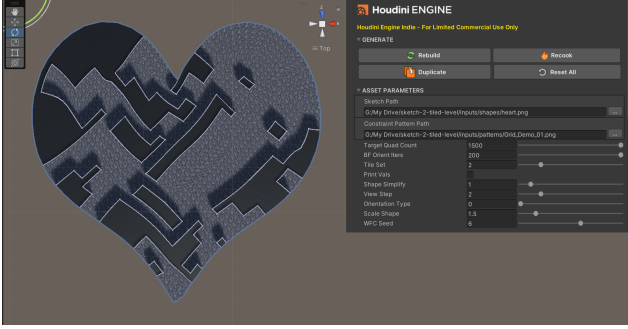 Houdini ENGINE
Houdini Engine Indie - For Limited Commercial Use Only
GENERATE
Rebuild
Recook
Duplicate
Reset All
Top
ASSET PARAMETERS
Sketch Path
G:/My Drive/sketch-2-tiled-level/inputs/shapes/heart.png
Constraint Pattern Path
G:/My Drive/sketch-2-tiled-level/inputs/patterns/Grid_Demo_01.png
Target Quad Count 1500
BF Orient Iters 200
Tile Set 2
Print Vals
Shape Simplify 1
View Step 2
Orientation Type 0
Scale Shape 1.5
WFC Seed 6